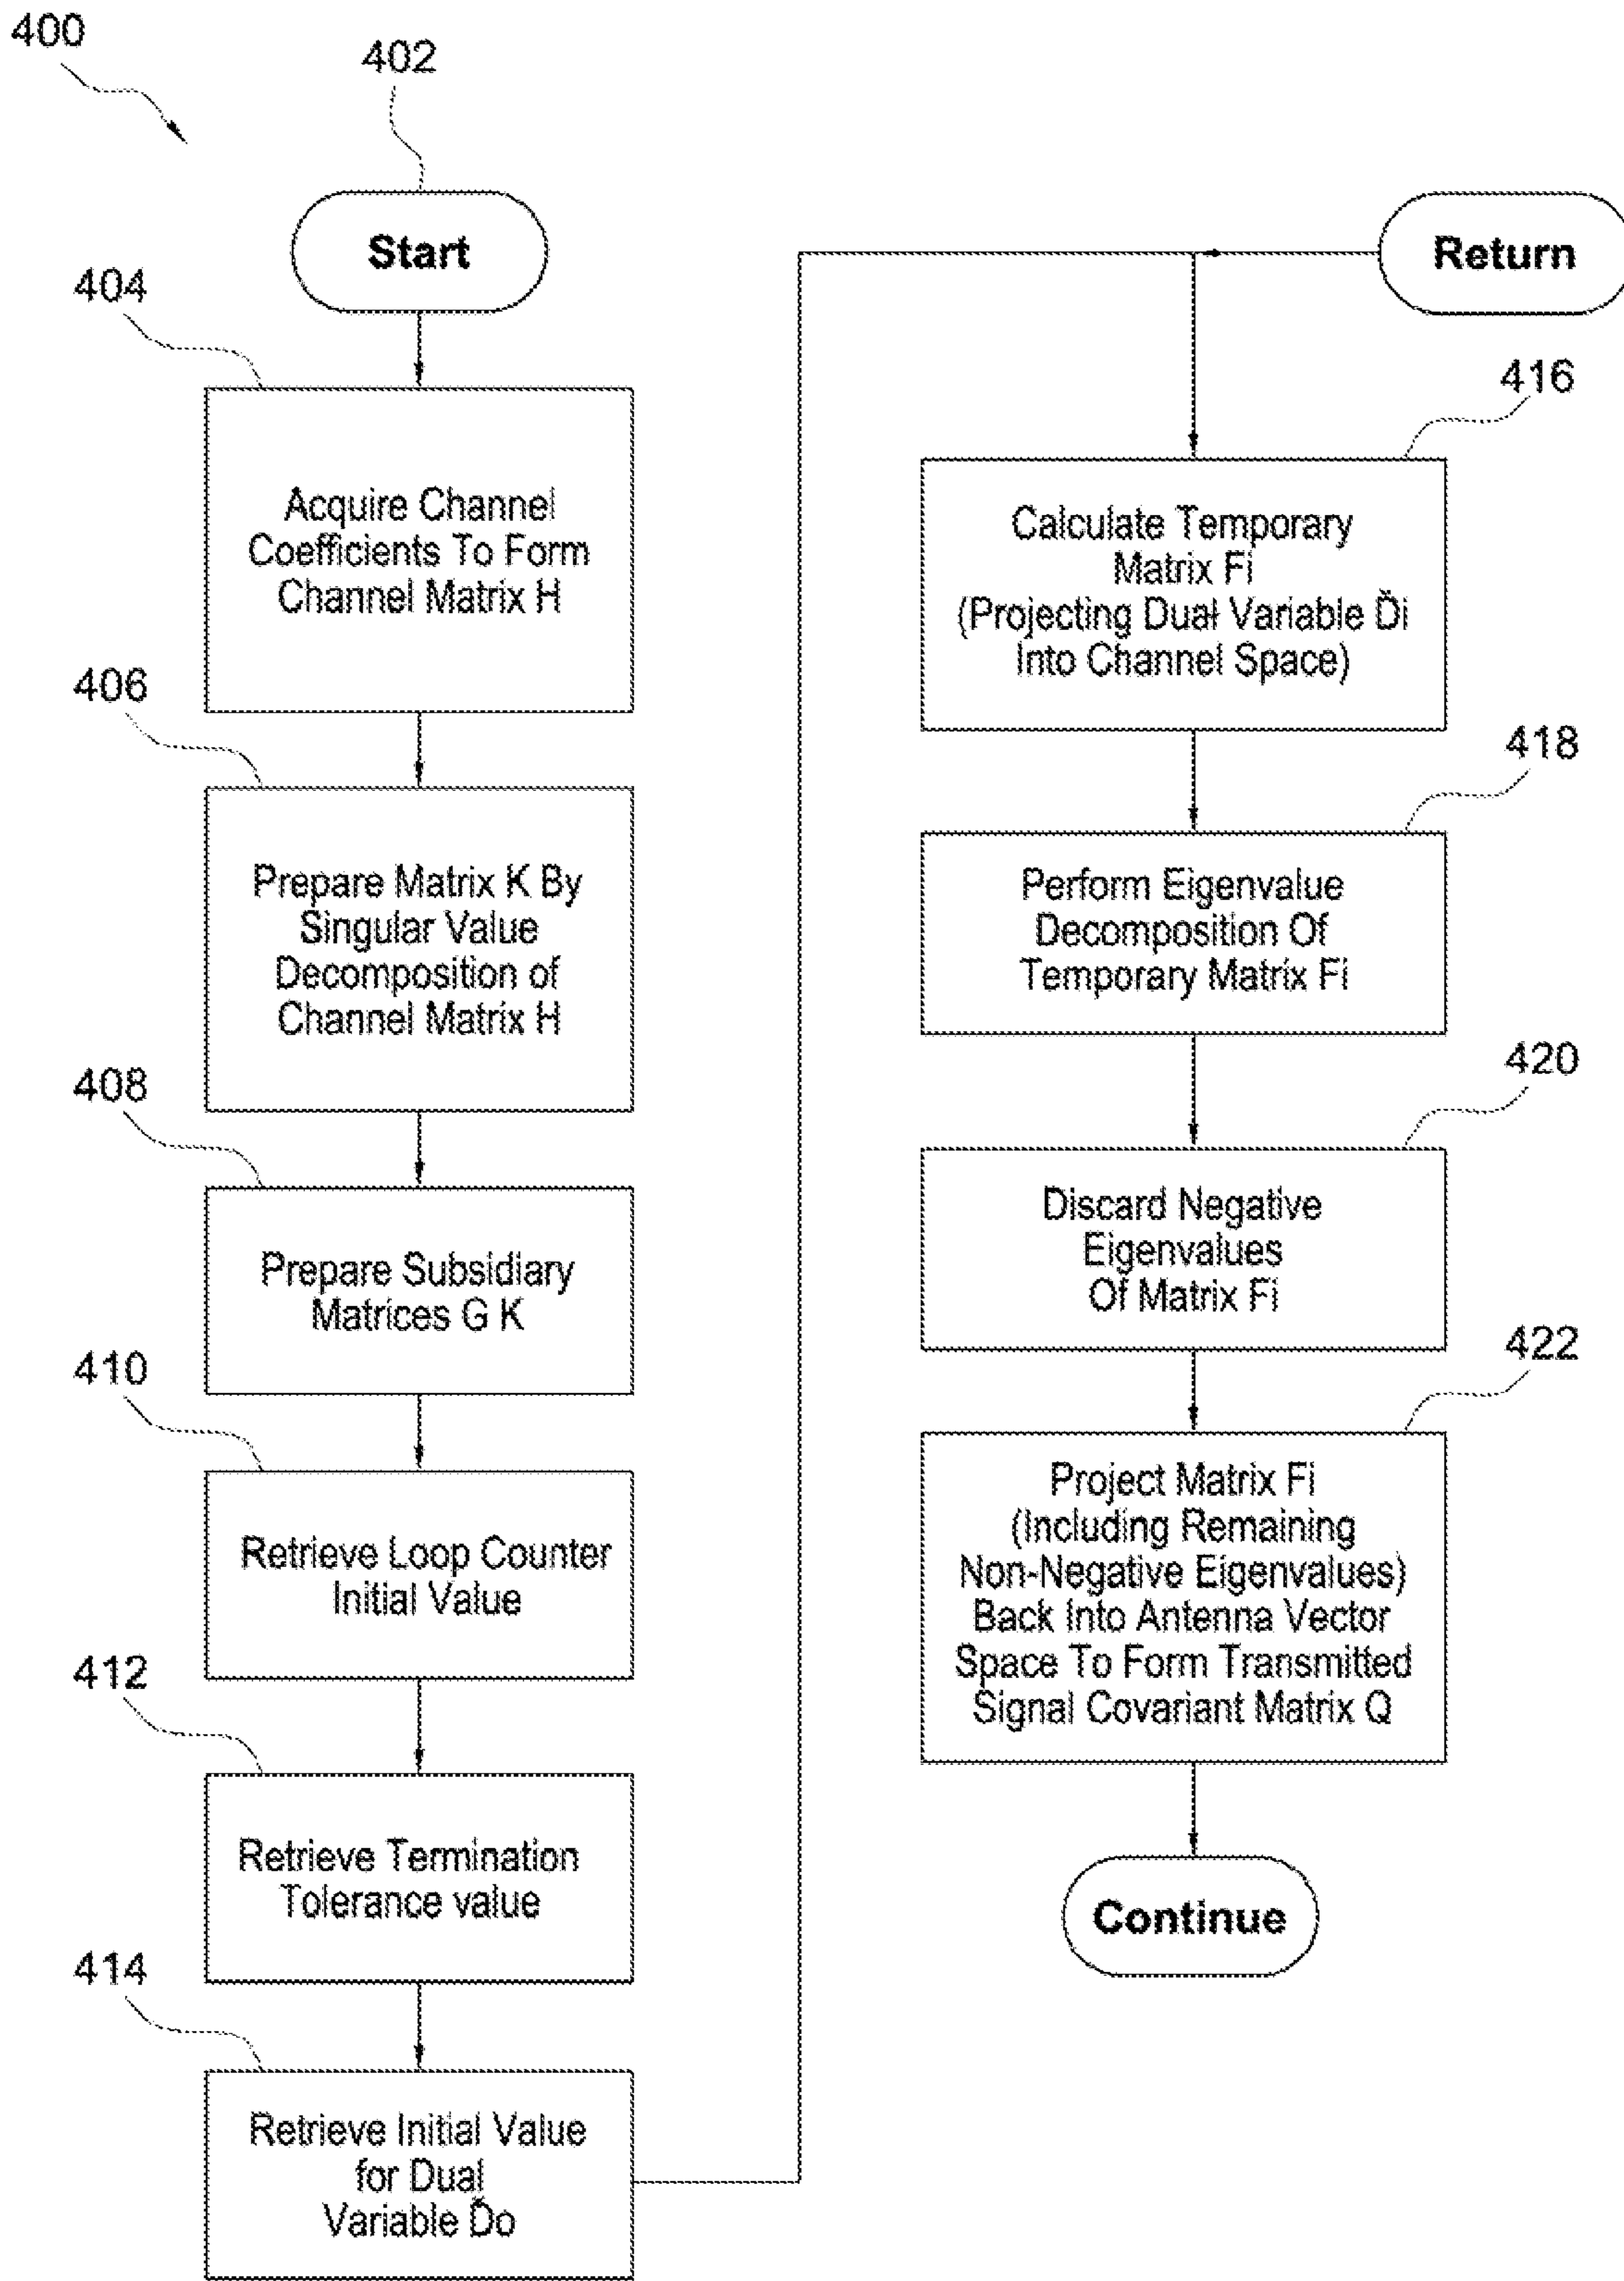 400
402
Start
404
Acquire Channel
Coefficients To Form
Channel Matrix H
406
Prepare Matrix K By
Singular Value
Decomposition of
Channel Matrix H
408
Prepare Subsidiary
Matrices G K
410
Retrieve Loop Counter
Initial Value
412
Retrieve Termination
Tolerance value
414
Retrieve Initial Value
for Dual
Variable Ďo
Return
416
Calculate Temporary
Matrix Fi
(Projecting Dual Variable Ďi
Into Channel Space)
418
Perform Eigenvalue
Decomposition Of
Temporary Matrix Fi
420
Discard Negative
Eigenvalues
Of Matrix Fi
422
Project Matrix Fi
(Including Remaining
Non-Negative Eigenvalues)
Back Into Antenna Vector
Space To Form Transmitted
Signal Covariant Matrix Q
Continue